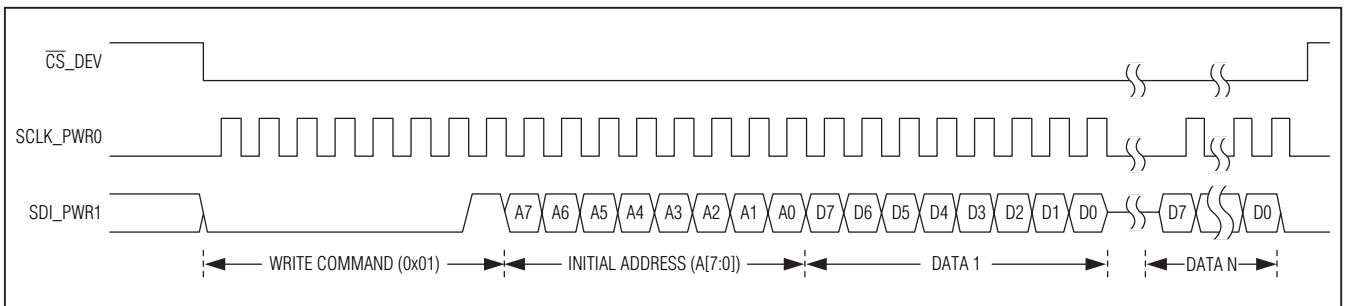 C̅S̅_DEV
SCLK_PWR0
SDI_PWR1
A7 A6 A5 A4 A3 A2 A1 A0 D7 D6 D5 D4 D3 D2 D1 D0 D7 D0
WRITE COMMAND (0x01) INITIAL ADDRESS (A[7:0]) DATA 1 DATA N